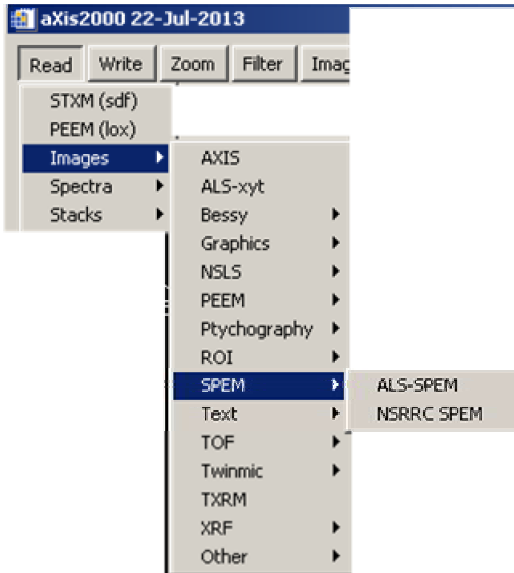 aXis2000 22-Jul-2013
Read Write Zoom Filter Imag
STXM (sdf)
PEEM (lox)
Images
Spectra
Stacks
AXIS
ALS-xyt
Bessy
Graphics
NSLS
PEEM
Ptychography
ROI
SPEM
Text
TOF
Twinmic
TXRM
XRF
Other
ALS-SPEM
NSRRC SPEM